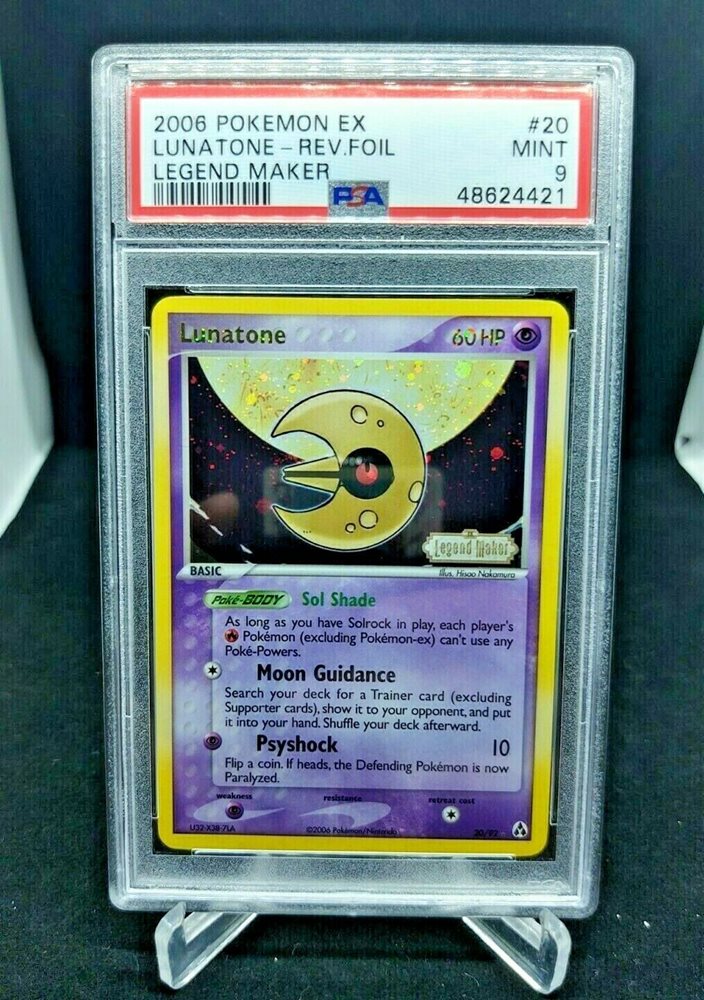 2006 POKEMON EX #20
LUNATONE - REV.FOIL MINT
LEGEND MAKER 9
PSA 48624421
Lunatone 60 HP
Legend Maker
BASIC Illus. Hisao Nakamura
Poké-BODY Sol Shade
As long as you have Solrock in play, each player's
Pokémon (excluding Pokémon-ex) can't use any
Poké-Powers.
Moon Guidance
Search your deck for a Trainer card (excluding
Supporter cards), show it to your opponent, and put
it into your hand. Shuffle your deck afterward.
Psyshock 10
Flip a coin. If heads, the Defending Pokémon is now
Paralyzed.
weakness resistance retreat cost
U37-X38-7LA ©2006 Pokémon/Nintendo 20/92